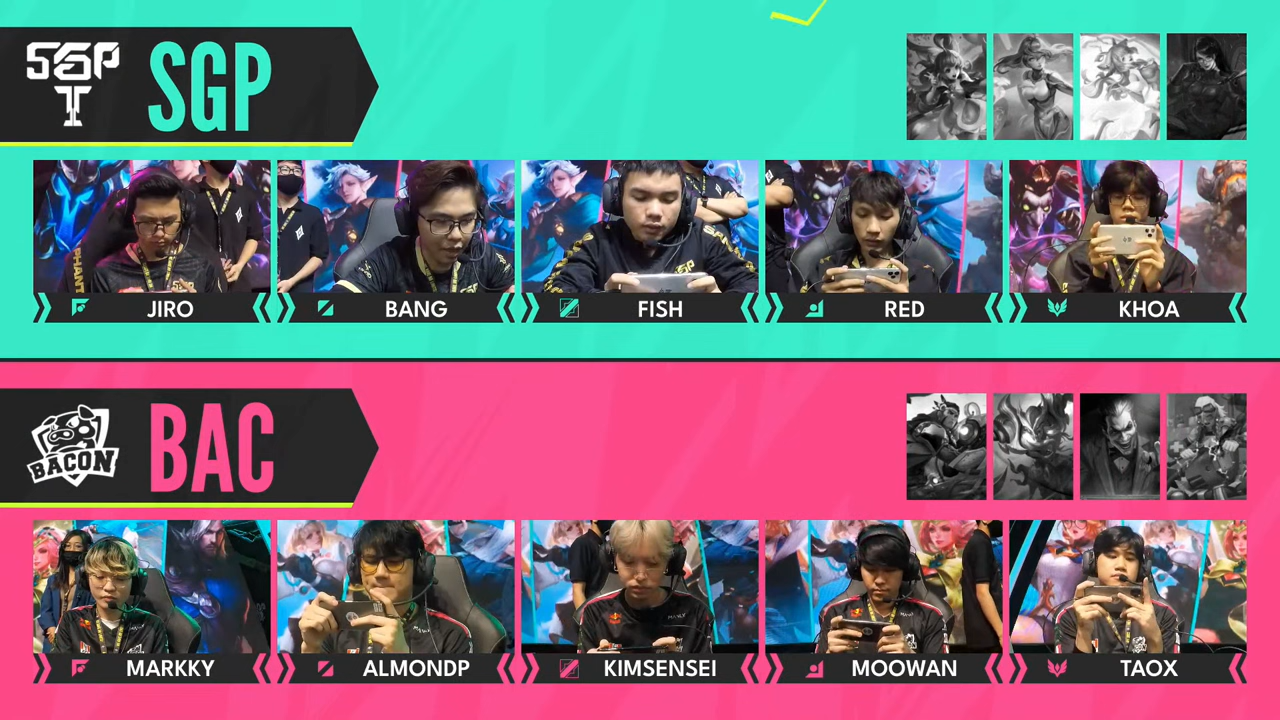 SGP
SGP
JIRO
BANG
FISH
RED
KHOA
BACON
BAC
MARKKY
ALMONDP
KIMSENSEI
MOOWAN
TAOX